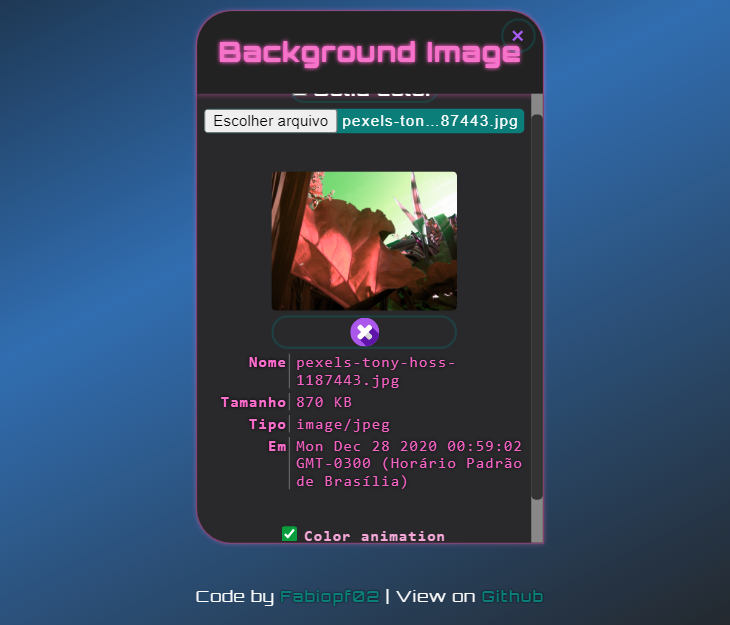 Background Image
Solid Color
Escolher arquivo pexels-ton...87443.jpg
Nome pexels-tony-hoss-
1187443.jpg
Tamanho 870 KB
Tipo image/jpeg
Em Mon Dec 28 2020 00:59:02
GMT-0300 (Horário Padrão
de Brasília)
Color animation
Code by Fabiopf02 | View on Github